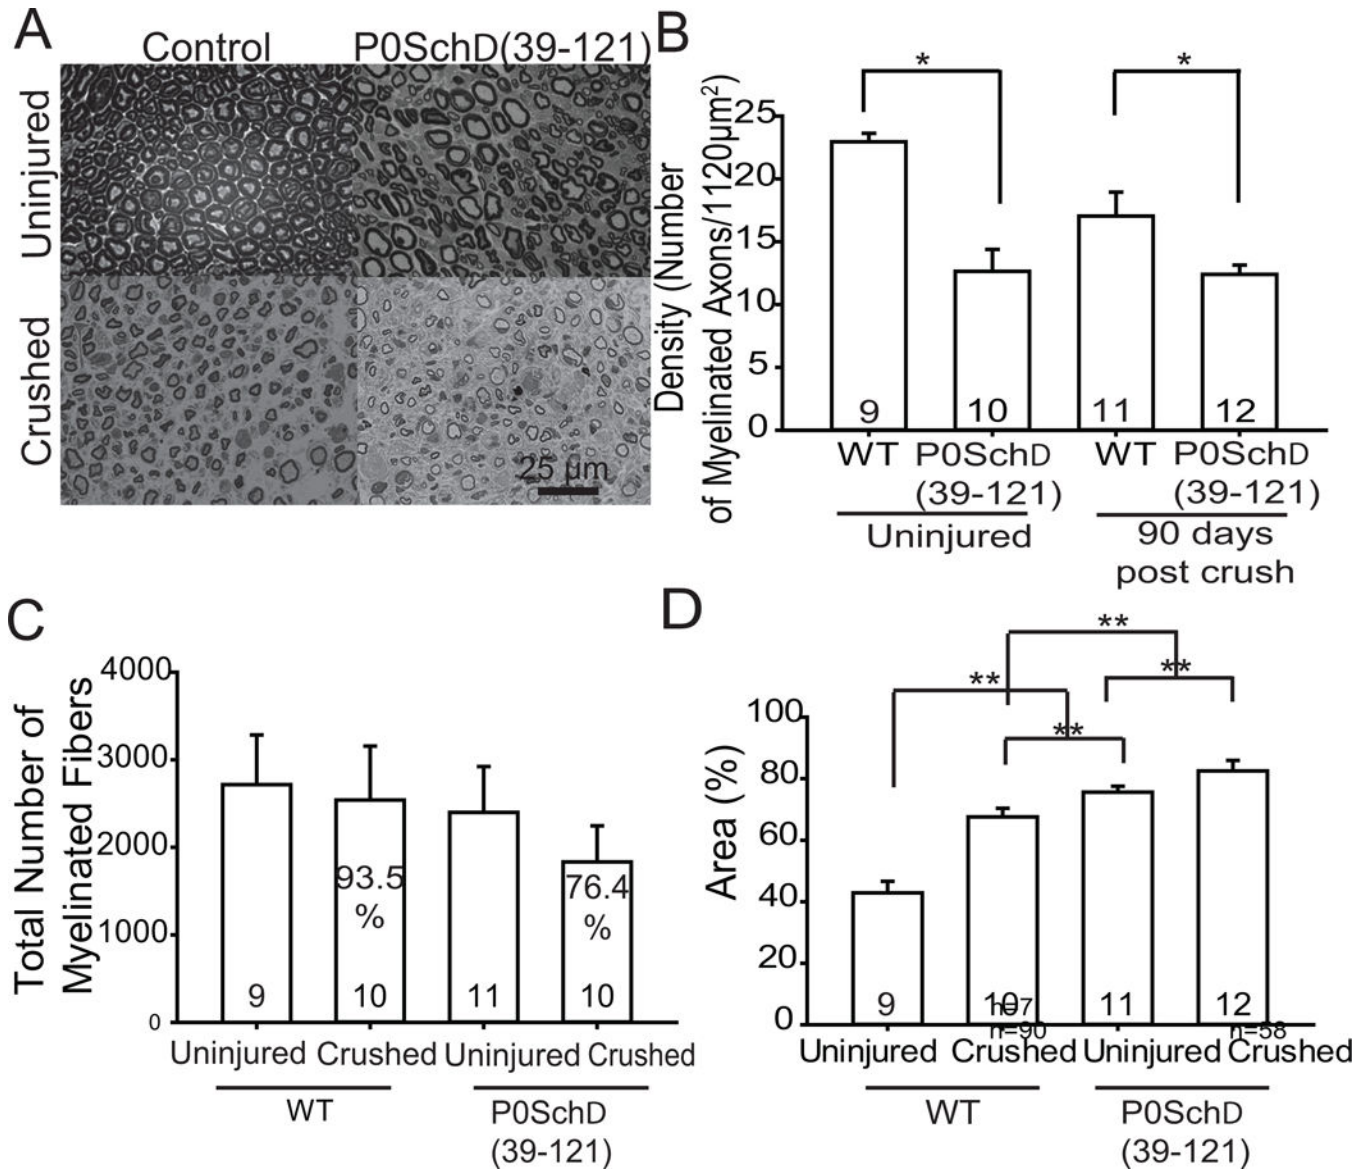 A
Control
P0SchD(39-121)
Uninjured
Crushed
25 µm
B
Density (Number
of Myelinated Axons/1120µm²)
*
*
25
20
15
10
5
0
9
10
11
12
WT
P0SchD
(39-121)
WT
P0SchD
(39-121)
Uninjured
90 days
post crush
C
Total Number of
Myelinated Fibers
4000
3000
2000
1000
0
93.5
%
76.4
%
9
10
11
10
Uninjured
Crushed
Uninjured
Crushed
WT
P0SchD
(39-121)
D
**
**
**
**
Area (%)
100
80
60
40
20
0
9
10
n=7
n=90
11
12
n=58
Uninjured
Crushed
Uninjured
Crushed
WT
P0SchD
(39-121)